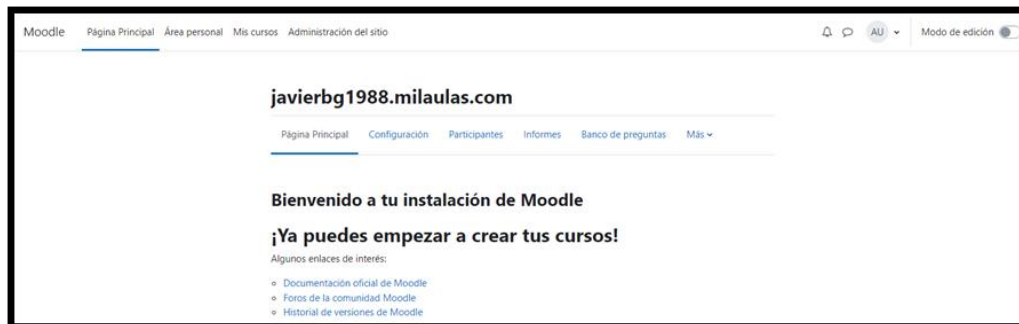 Moodle Página Principal Área personal Mis cursos Administración del sitio AU Modo de edición
javierbg1988.milaulas.com
Página Principal Configuración Participantes Informes Banco de preguntas Más
Bienvenido a tu instalación de Moodle
¡Ya puedes empezar a crear tus cursos!
Algunos enlaces de interés:
Documentación oficial de Moodle
Foros de la comunidad Moodle
Historial de versiones de Moodle